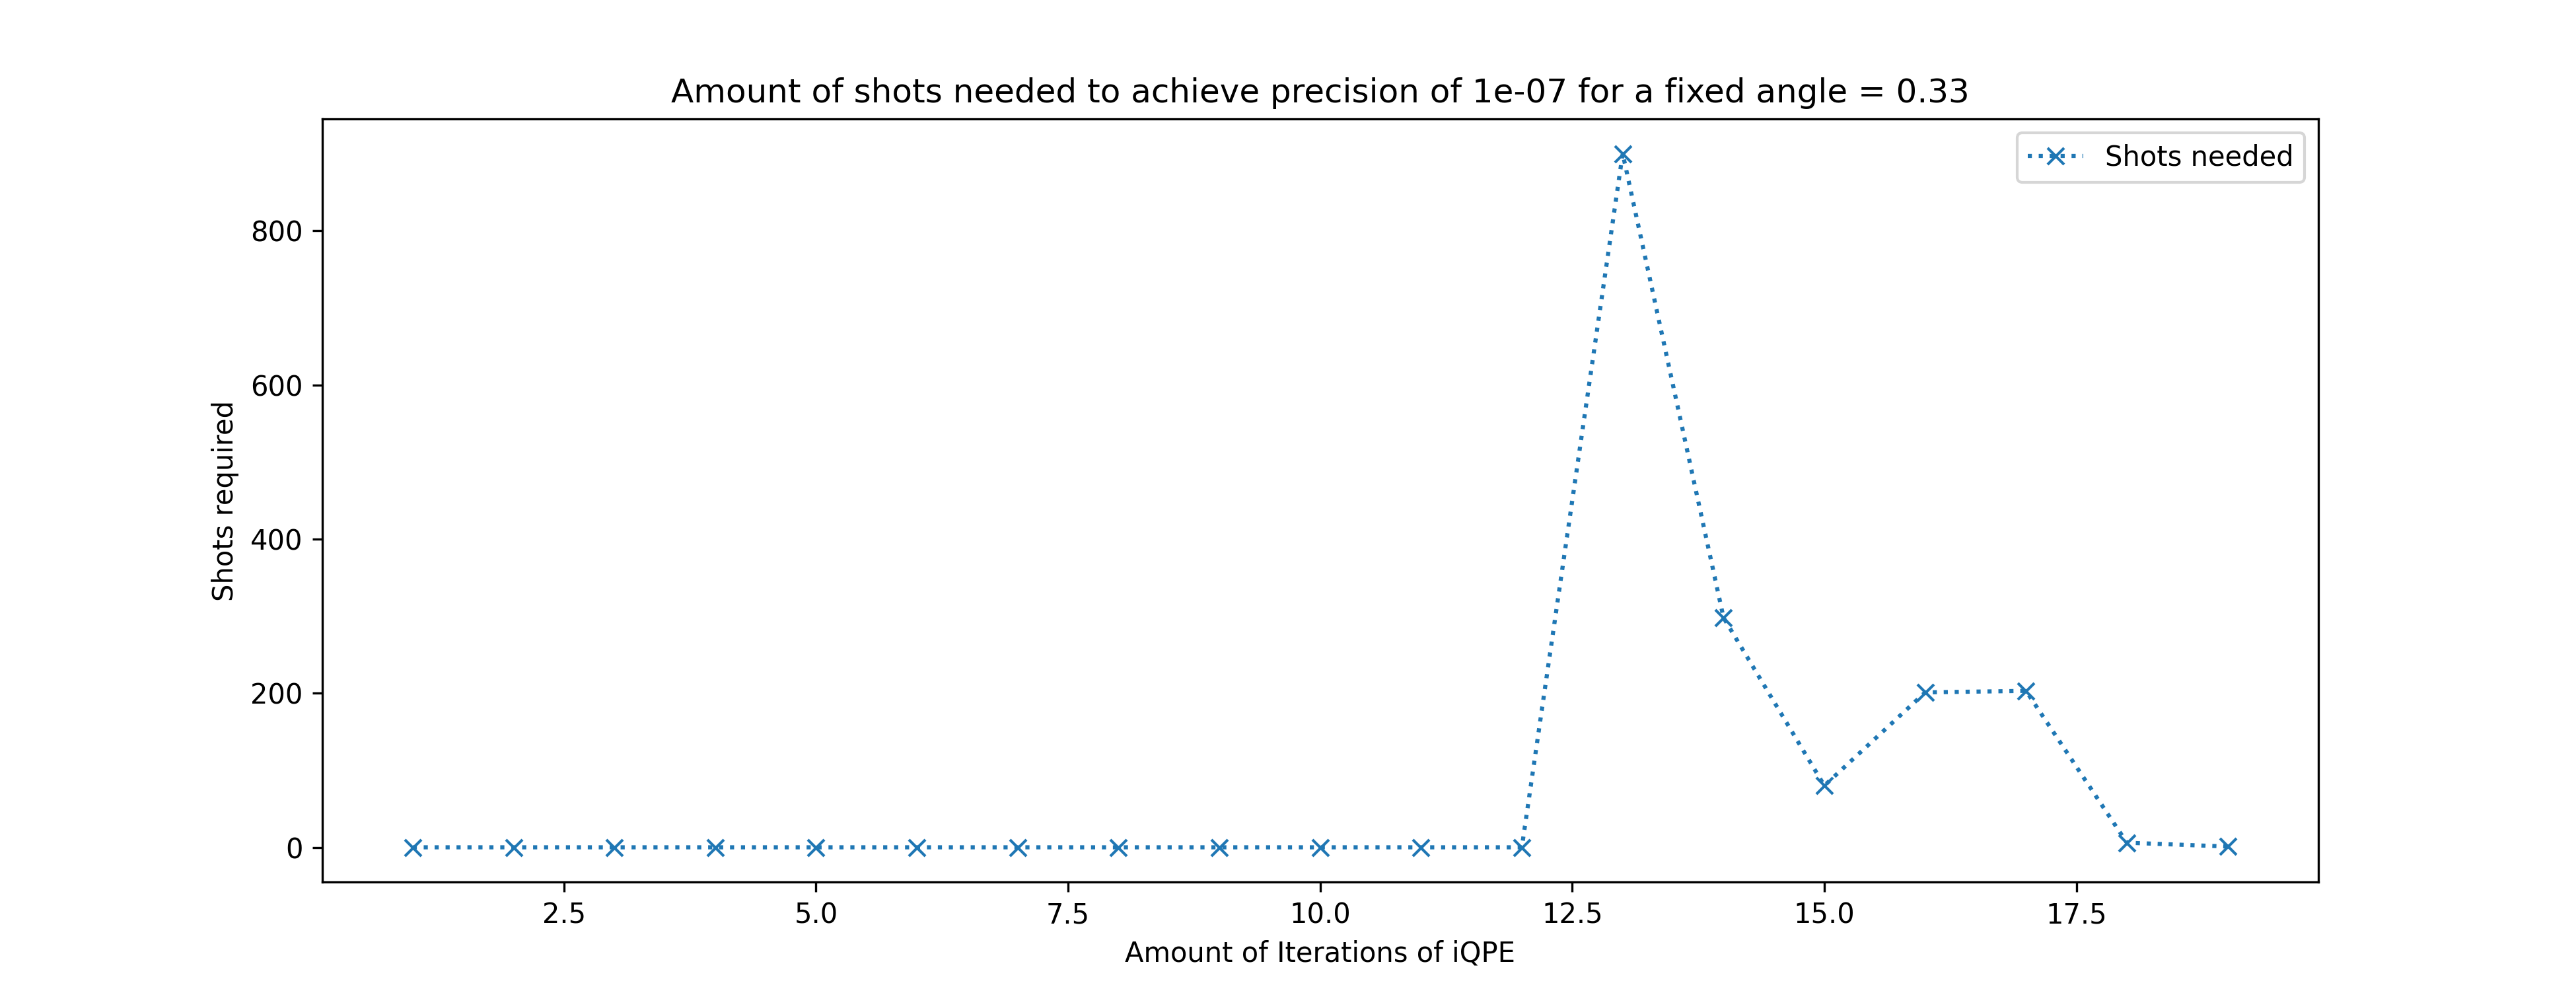 Amount of shots needed to achieve precision of 1e-07 for a fixed angle = 0.33
Shots needed
800
600
400
200
0
Shots required
2.5 5.0 7.5 10.0 12.5 15.0 17.5
Amount of Iterations of iQPE